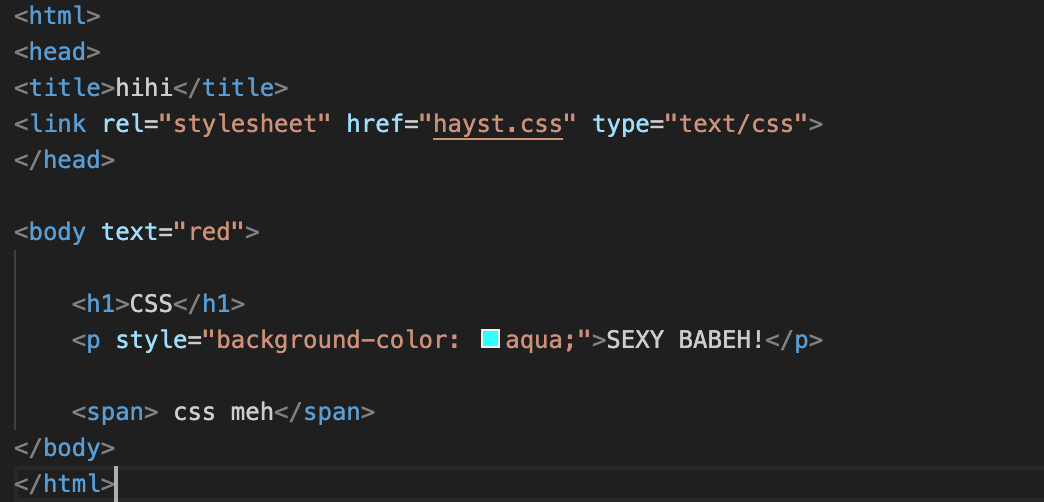 <html>
<head>
<title>hihi</title>
<link rel="stylesheet" href="hayst.css" type="text/css">
</head>
<body text="red">
<h1>CSS</h1>
<p style="background-color: aqua;">SEXY BABEH!</p>
<span> css meh</span>
</body>
</html>